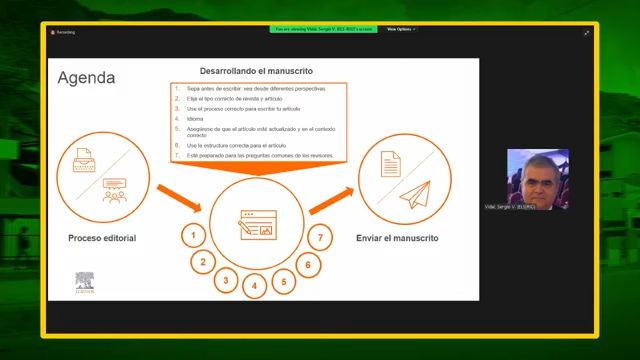 Recording
You are viewing Vidal, Sergio V. (ELS-RIO)'s screen
View Options
Agenda
Desarrollando el manuscrito
1. Sepa antes de escribir: vea desde diferentes perspectivas.
2. Elija el tipo correcto de revista y artículo
3. Use el proceso correcto para escribir tu artículo
4. Idioma
5. Asegúrese de que el artículo esté actualizado y en el contexto
correcto
6. Use la estructura correcta para el artículo.
7. Esté preparado para las preguntas comunes de los revisores.
Proceso editorial
Enviar el manuscrito
1
2
3
4
5
6
7
ELSEVIER
Vidal, Sergio V. (ELS-RIO)